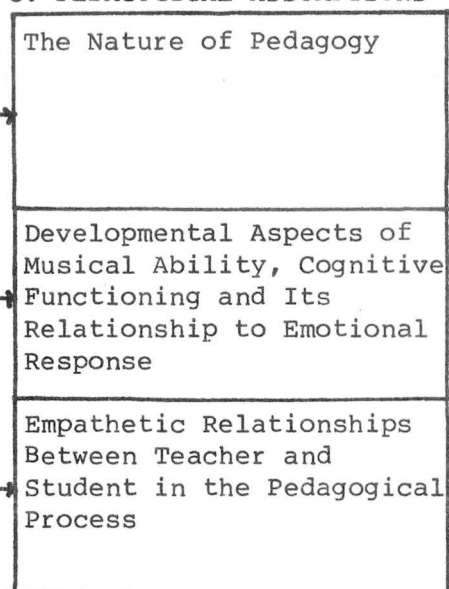 The Nature of Pedagogy
Developmental Aspects of
Musical Ability, Cognitive
Functioning and Its
Relationship to Emotional
Response
Empathetic Relationships
Between Teacher and
Student in the Pedagogical
Process